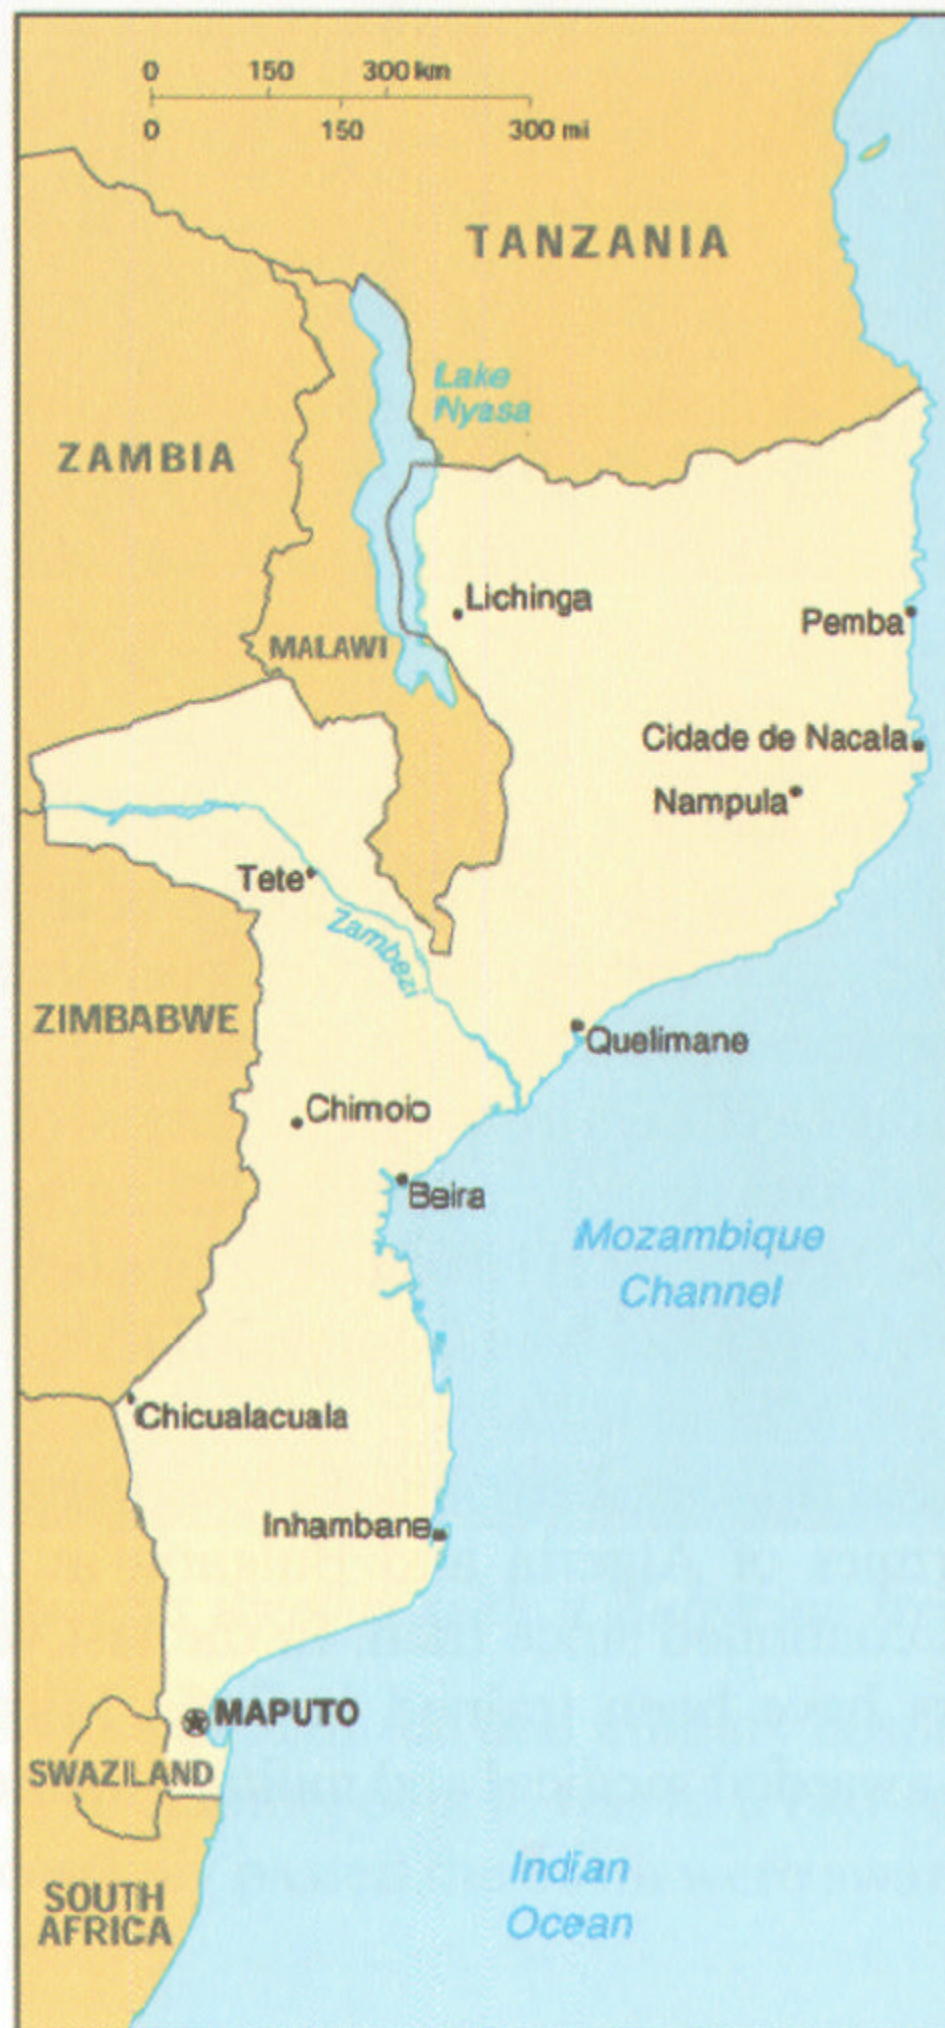 0 150 300 km
0 150 300 mi
TANZANIA
Lake
Nyasa
ZAMBIA
Lichinga
Pemba
MALAWI
Cidade de Nacala
Nampula
Tete
Zambezi
ZIMBABWE
Quelimane
Chimoio
Beira
Mozambique
Channel
Chicualacuala
Inhambane
MAPUTO
SWAZILAND
Indian
Ocean
SOUTH
AFRICA